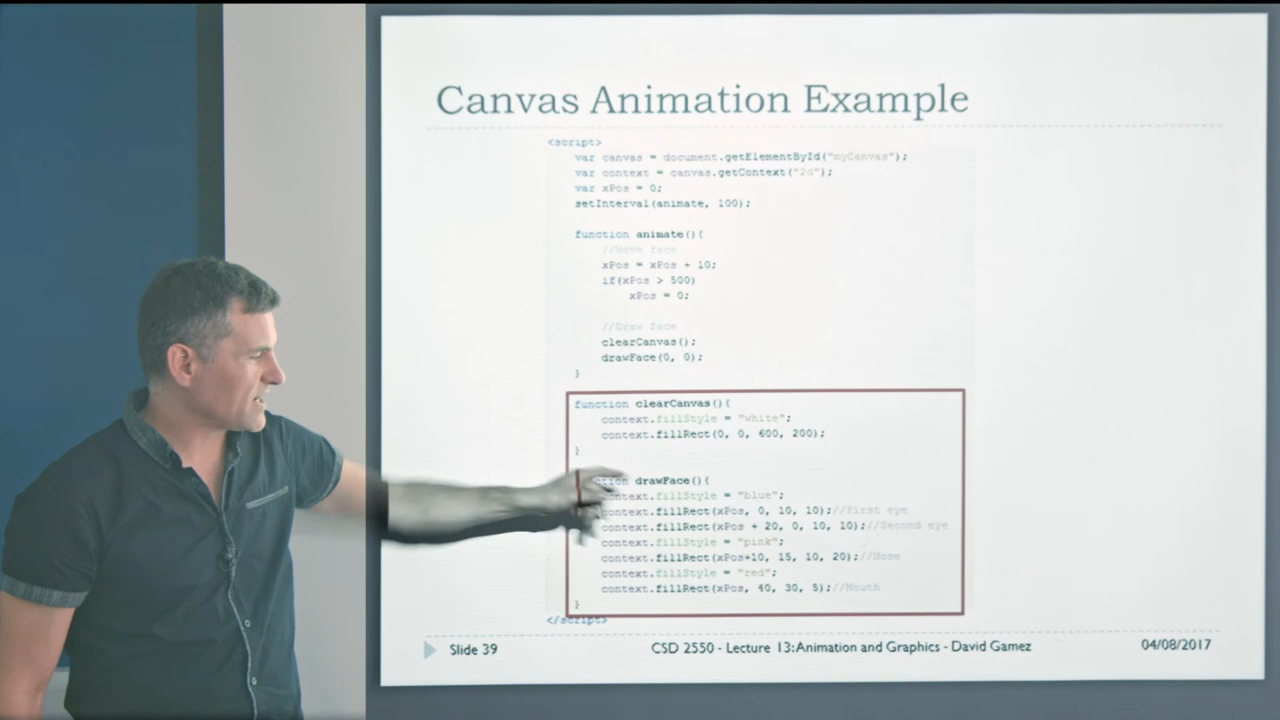 Canvas Animation Example
<script>
var canvas = document.getElementById("myCanvas");
var context = canvas.getContext("2d");
var xPos = 0;
setInterval(animate, 100);
function animate(){
//Move face
xPos = xPos + 10;
if(xPos > 500)
xPos = 0;
//Draw face
clearCanvas();
drawFace(0, 0);
}
function clearCanvas(){
context.fillStyle = "white";
context.fillRect(0, 0, 600, 200);
}
drawFace(){
context.fillStyle = "blue";
context.fillRect(xPos, 0, 10, 10);//First eye
context.fillRect(xPos + 20, 0, 10, 10);//Second eye
context.fillStyle = "pink";
context.fillRect(xPos+10, 15, 10, 20);//Nose
context.fillStyle = "red";
context.fillRect(xPos, 40, 30, 5);//Mouth
}
</script>
Slide 39
CSD 2550 - Lecture 13:Animation and Graphics - David Gamez
04/08/2017